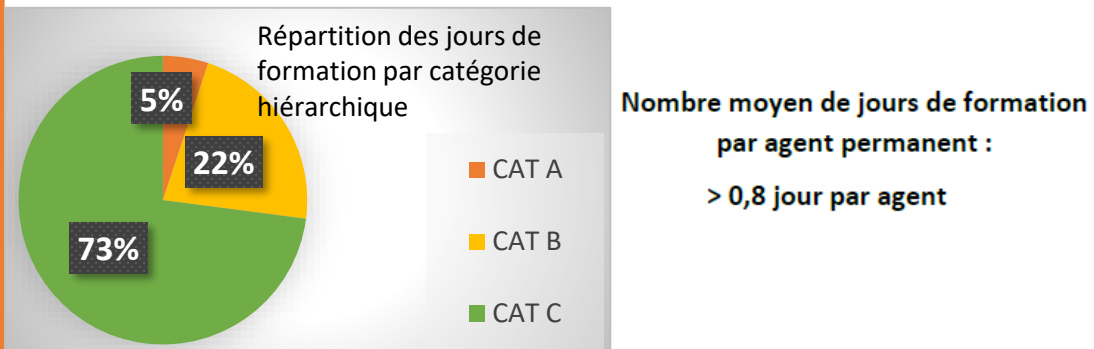 Répartition des jours de
formation par catégorie
hiérarchique
5%
22%
73%
CAT A
CAT B
CAT C
Nombre moyen de jours de formation
par agent permanent :
> 0,8 jour par agent